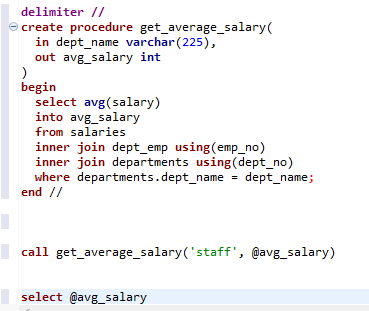 delimiter //
create procedure get_average_salary(
in dept_name varchar(225),
out avg_salary int
)
begin
select avg(salary)
into avg_salary
from salaries
inner join dept_emp using(emp_no)
inner join departments using(dept_no)
where departments.dept_name = dept_name;
end //
call get_average_salary('staff', @avg_salary)
select @avg_salary